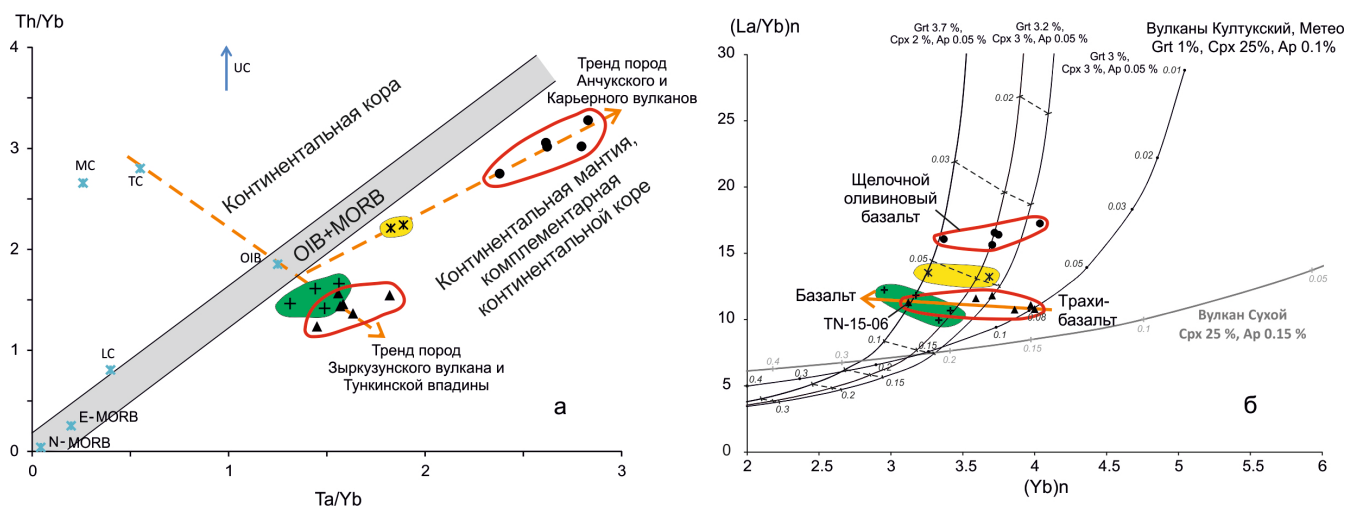 Th/Yb
4
3
2
1
0
0
1
2
3
Ta/Yb
UC
MC
TC
OIB
LC
E-MORB
N-MORB
Континентальная кора
OIB+MORB
Континентальная мантия,
комплементарная
континентальной коре
Тренд пород
Анчукского и
Карьерного вулканов
Тренд пород
Зыркузунского вулкана и
Тункинской впадины
а
(La/Yb)n
30
25
20
15
10
5
0
2
2.5
3
3.5
4
4.5
5
5.5
6
(Yb)n
Grt 3.7 %,
Cpx 2 %, Ap 0.05 %
Grt 3.2 %,
Cpx 3 %, Ap 0.05 %
Grt 3 %,
Cpx 3 %, Ap 0.05 %
Вулканы Култукский, Метео
Grt 1%, Cpx 25%, Ap 0.1%
0.01
0.02
0.02
0.03
0.03
0.05
0.05
0.05
0.08
0.1
0.1
0.1
0.15
0.15
0.15
0.2
0.2
0.2
0.3
0.3
0.3
0.4
0.4
Щелочной
оливиновый
базальт
Базальт
TN-15-06
Трахи-
базальт
Вулкан Сухой
Cpx 25 %, Ap 0.15 %
б